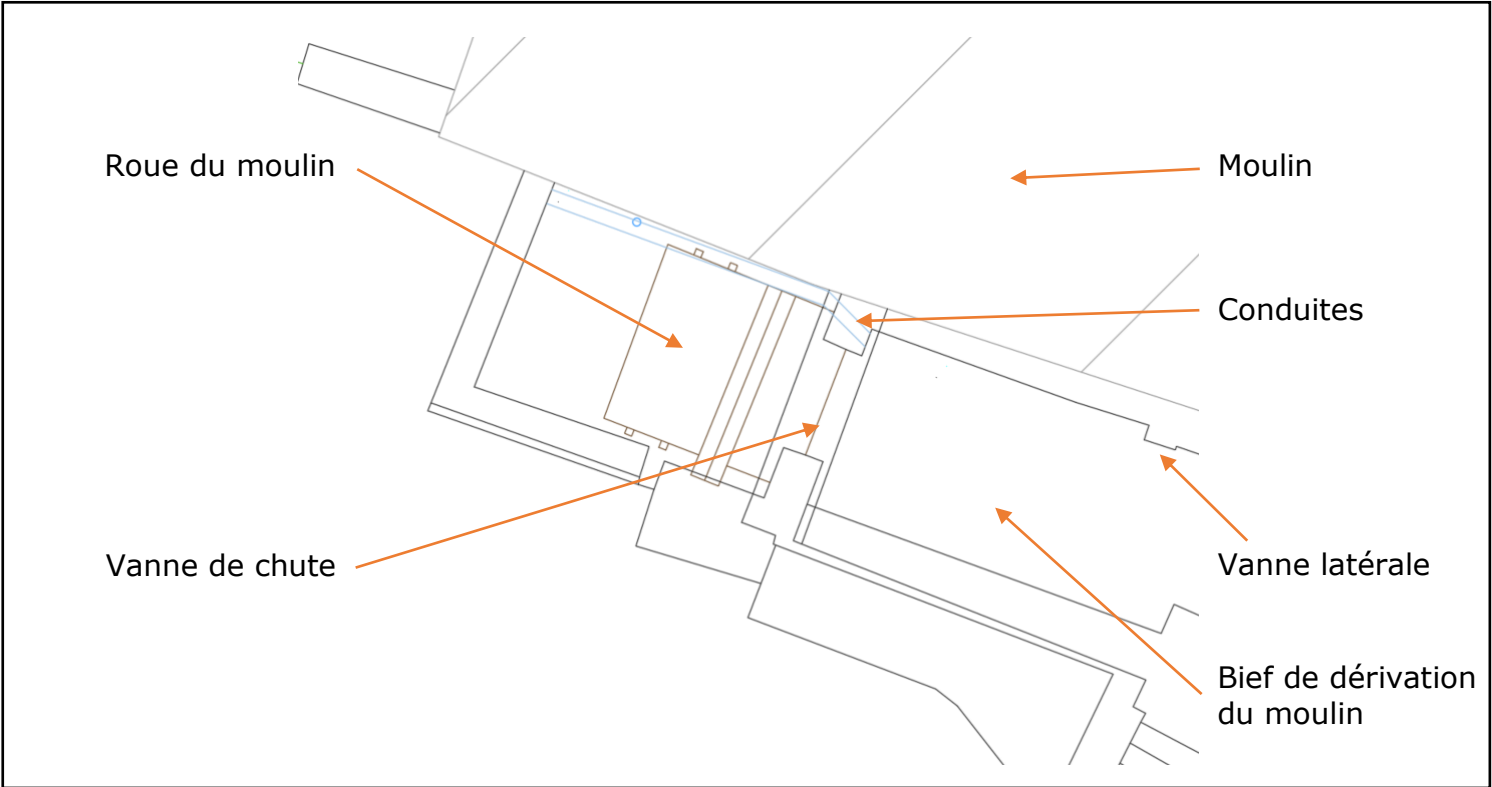 Roue du moulin
Vanne de chute
Moulin
Conduites
Vanne latérale
Bief de dérivation
du moulin